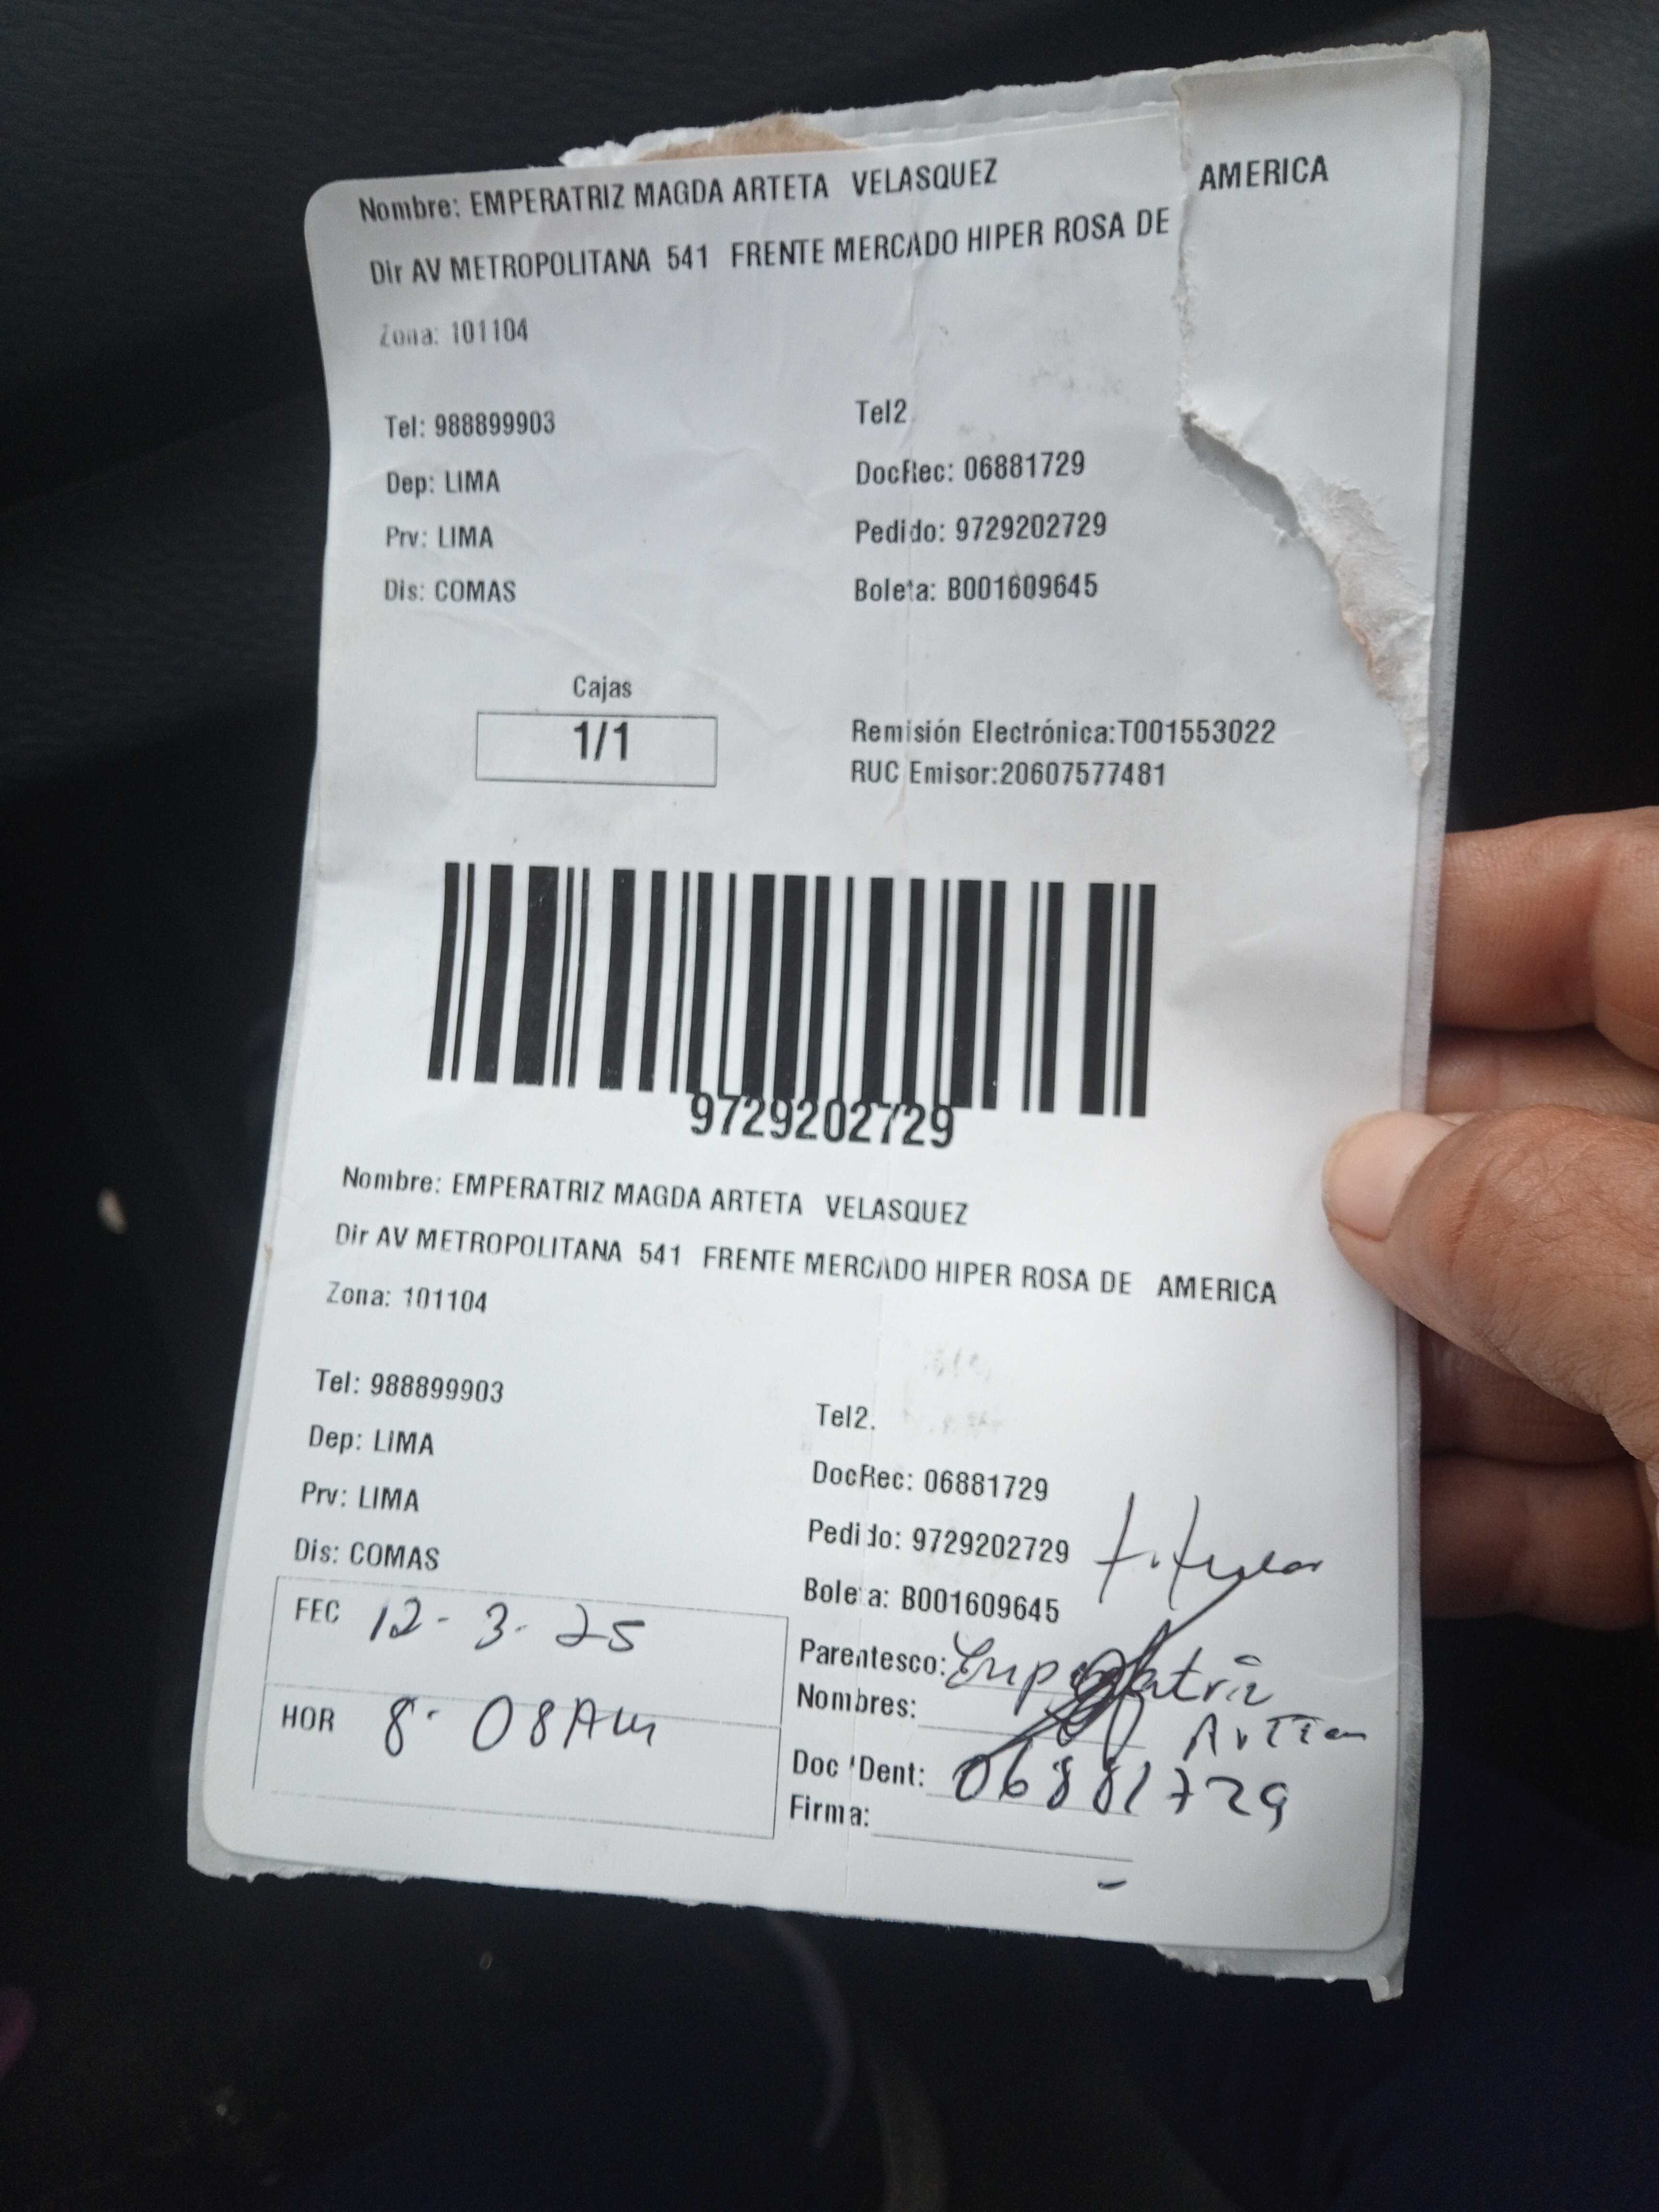 Nombre: EMPERATRIZ MAGDA ARTETA VELASQUEZ
Dir AV METROPOLITANA 541 FRENTE MERCADO HIPER ROSA DE AMERICA
Zona: 101104
Tel: 988899903 Tel2.
Dep: LIMA DocRec: 06881729
Prv: LIMA Pedido: 9729202729
Dis: COMAS Boleta: B001609645
Cajas
1/1 Remisión Electrónica:T001553022
RUC Emisor:20607577481
9729202729
Nombre: EMPERATRIZ MAGDA ARTETA VELASQUEZ
Dir AV METROPOLITANA 541 FRENTE MERCADO HIPER ROSA DE AMERICA
Zona: 101104
Tel: 988899903 Tel2.
Dep: LIMA DocRec: 06881729
Prv: LIMA Pedido: 9729202729 titular
Dis: COMAS Boleta: B001609645
FEC 12-3-25 Parentesco: Emperatriz
Nombres:
HOR 8:08AM Doc Dent: 06881729
Firma: